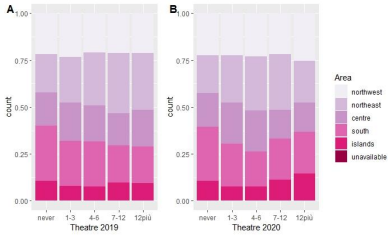 A
B
1.00
0.75
0.50
0.25
0.00
count
never 1-3 4-6 7-12 12più
Theatre 2019
1.00
0.75
0.50
0.25
0.00
count
never 1-3 4-6 7-12 12più
Theatre 2020
Area
northwest
northeast
centre
south
islands
unavailable